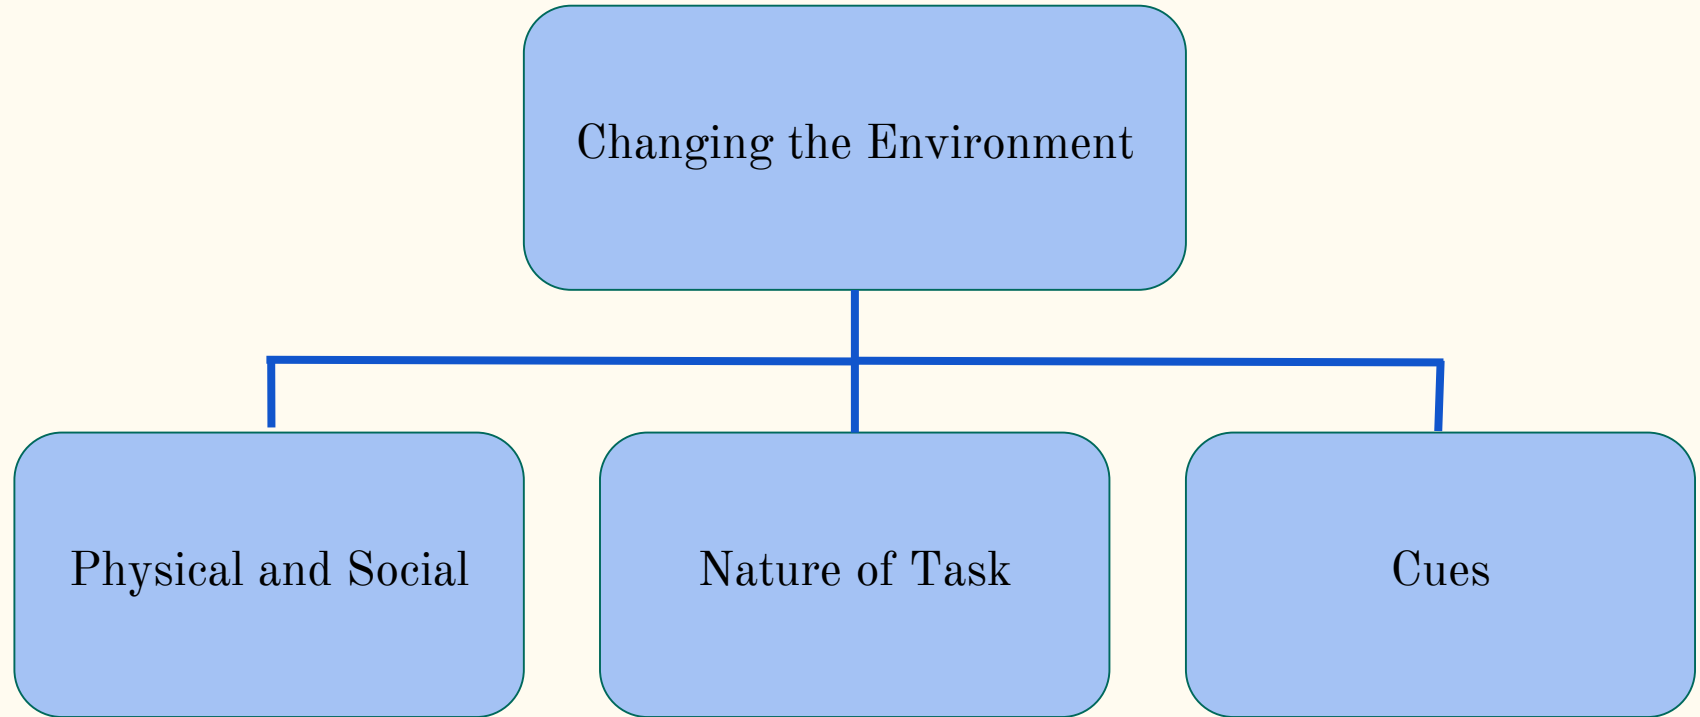 Changing the Environment
Physical and Social
Nature of Task
Cues